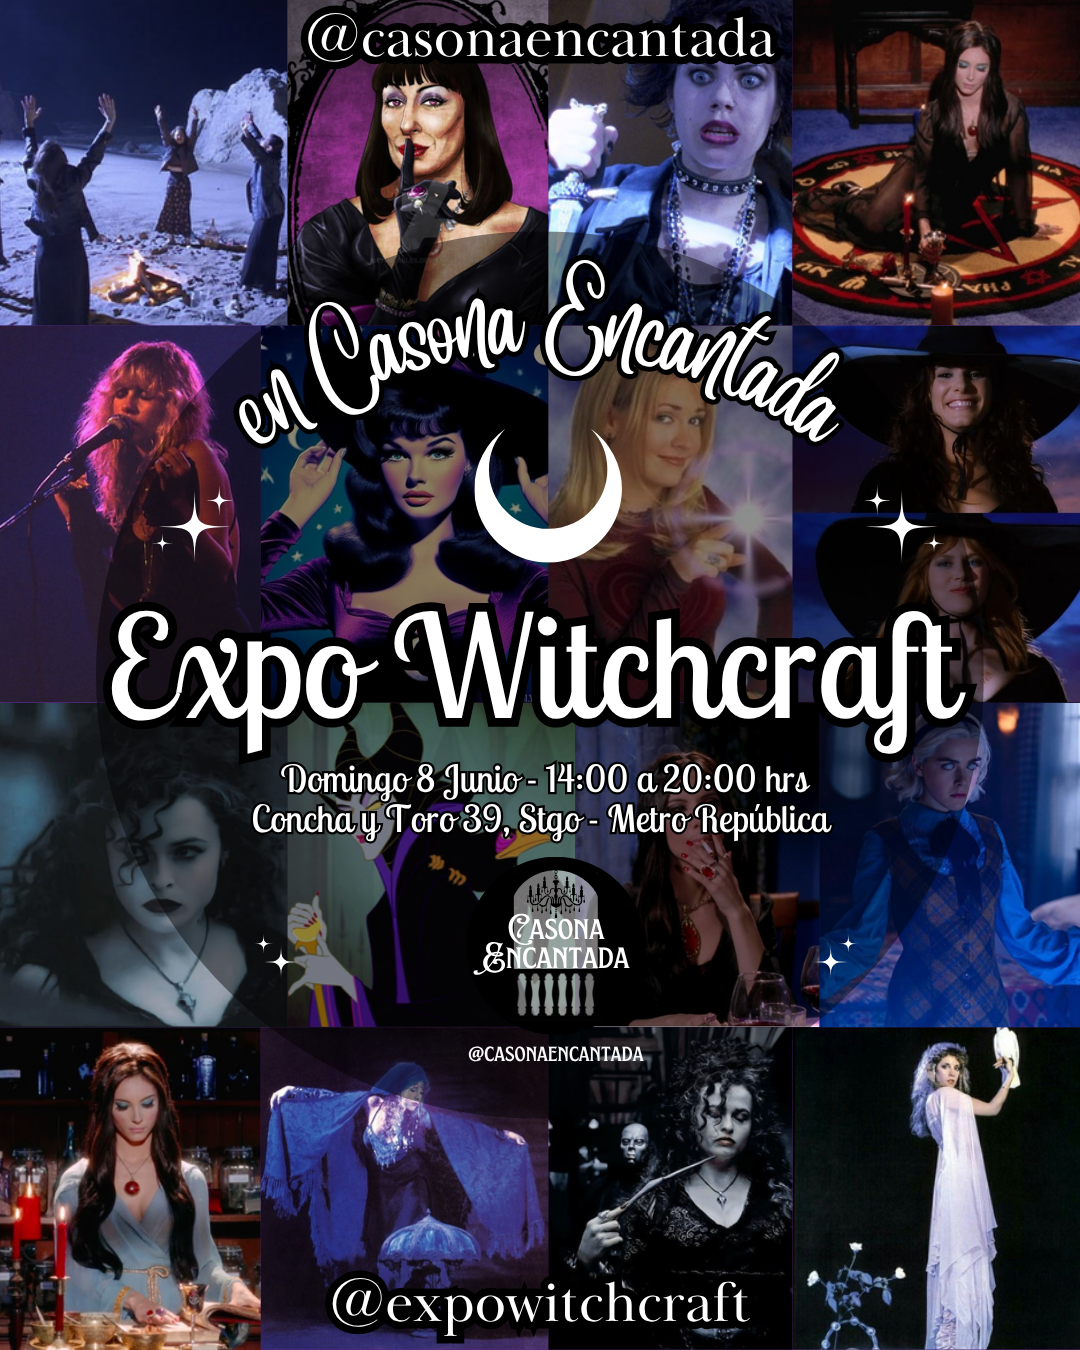 @casonaencantada
en Casona Encantada
Expo Witchcraft
Domingo 8 Junio - 14:00 a 20:00 hrs
Concha y Toro 39, Stgo - Metro República
CASONA
ENCANTADA
@CASONAENCANTADA
@expowitchcraft